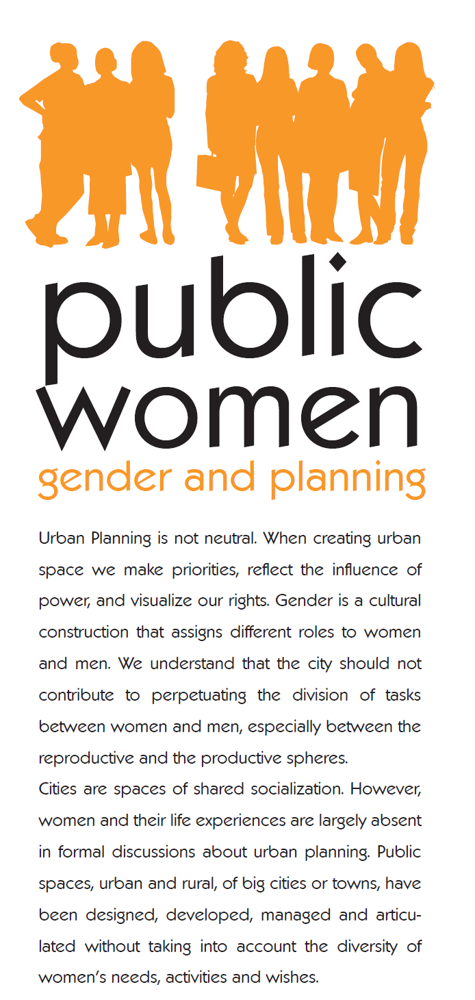 public
women
gender and planning
Urban Planning is not neutral. When creating urban
space we make priorities, reflect the influence of
power, and visualize our rights. Gender is a cultural
construction that assigns different roles to women
and men. We understand that the city should not
contribute to perpetuating the division of tasks
between women and men, especially between the
reproductive and the productive spheres.
Cities are spaces of shared socialization. However,
women and their life experiences are largely absent
in formal discussions about urban planning. Public
spaces, urban and rural, of big cities or towns, have
been designed, developed, managed and articu-
lated without taking into account the diversity of
women's needs, activities and wishes.